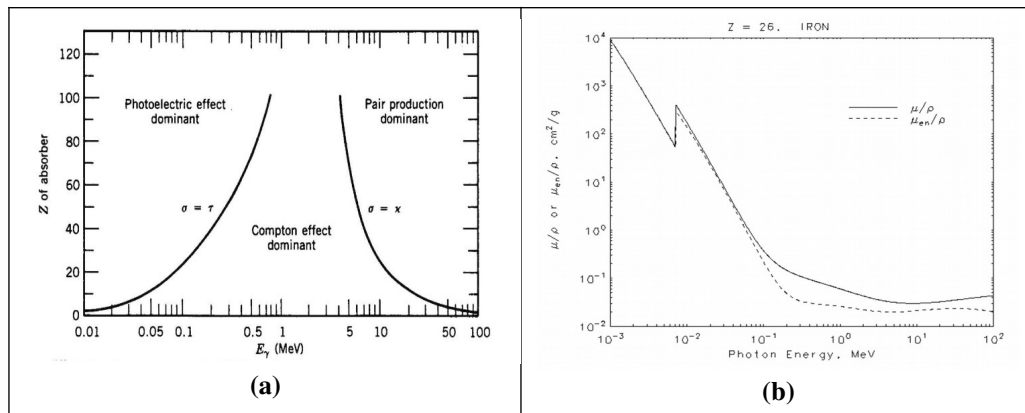 120
100
80
60
40
20
0
Z of absorber
Photoelectric effect
dominant
Pair production
dominant
σ = τ
σ = κ
Compton effect
dominant
0.01
0.05
0.1
0.5
1
5
10
50
100
E_γ (MeV)
(a)
Z = 26. IRON
μ/ρ or μ_en/ρ, cm²/g
10⁴
10³
10²
10¹
10⁰
10⁻¹
10⁻²
μ/ρ
μ_en/ρ
10⁻³
10⁻²
10⁻¹
10⁰
10¹
10²
Photon Energy, MeV
(b)